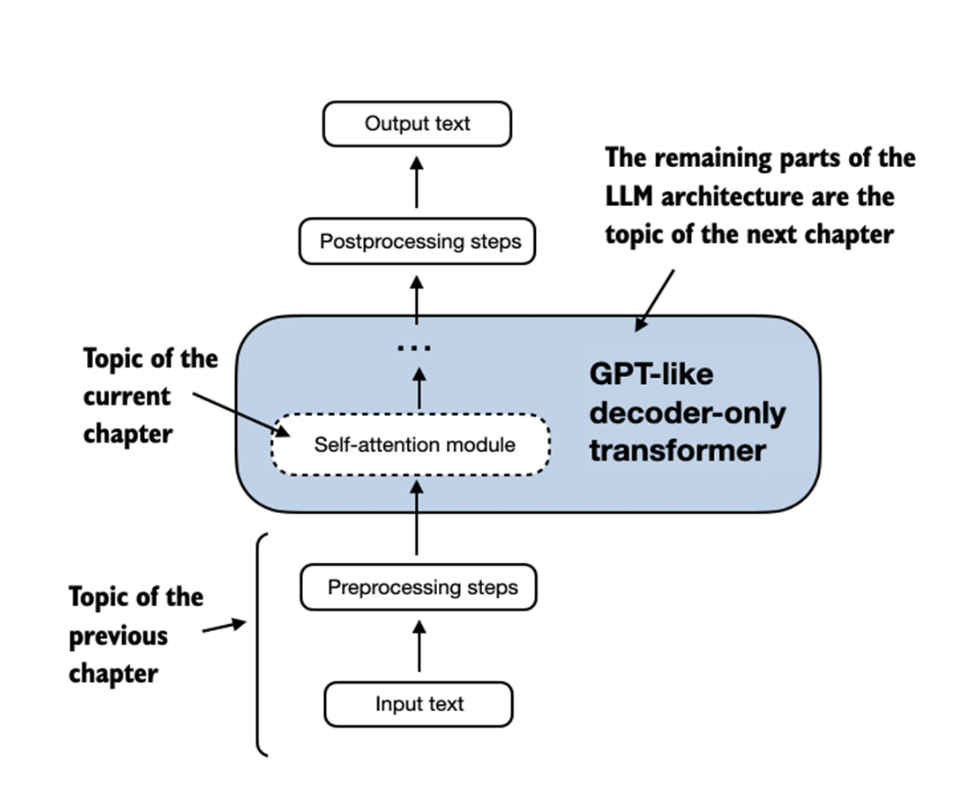 Output text
The remaining parts of the
LLM architecture are the
topic of the next chapter
Postprocessing steps
...
Topic of the
current
chapter
GPT-like
decoder-only
transformer
Self-attention module
Preprocessing steps
Topic of the
previous
chapter
Input text